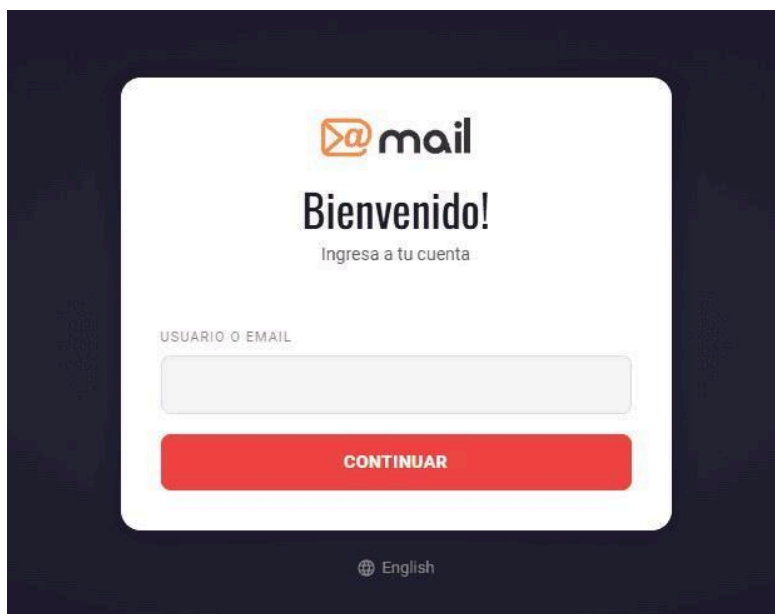 @ mail
Bienvenido!
Ingresa a tu cuenta
USUARIO O EMAIL
CONTINUAR
English